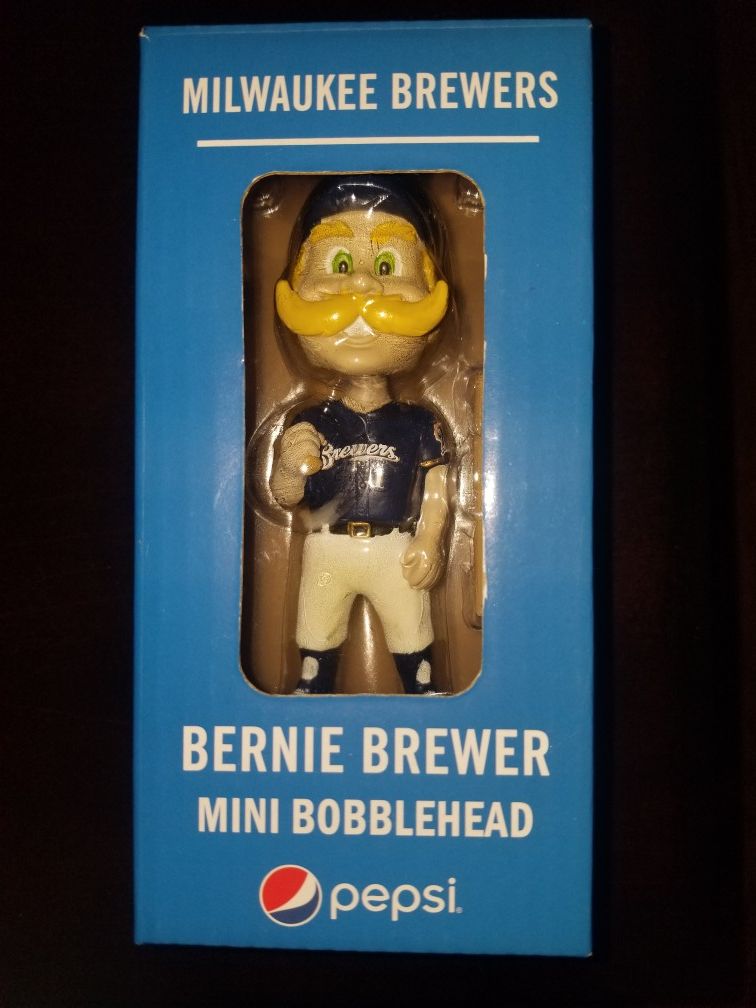 MILWAUKEE BREWERS
Brewers
BERNIE BREWER
MINI BOBBLEHEAD
pepsi.